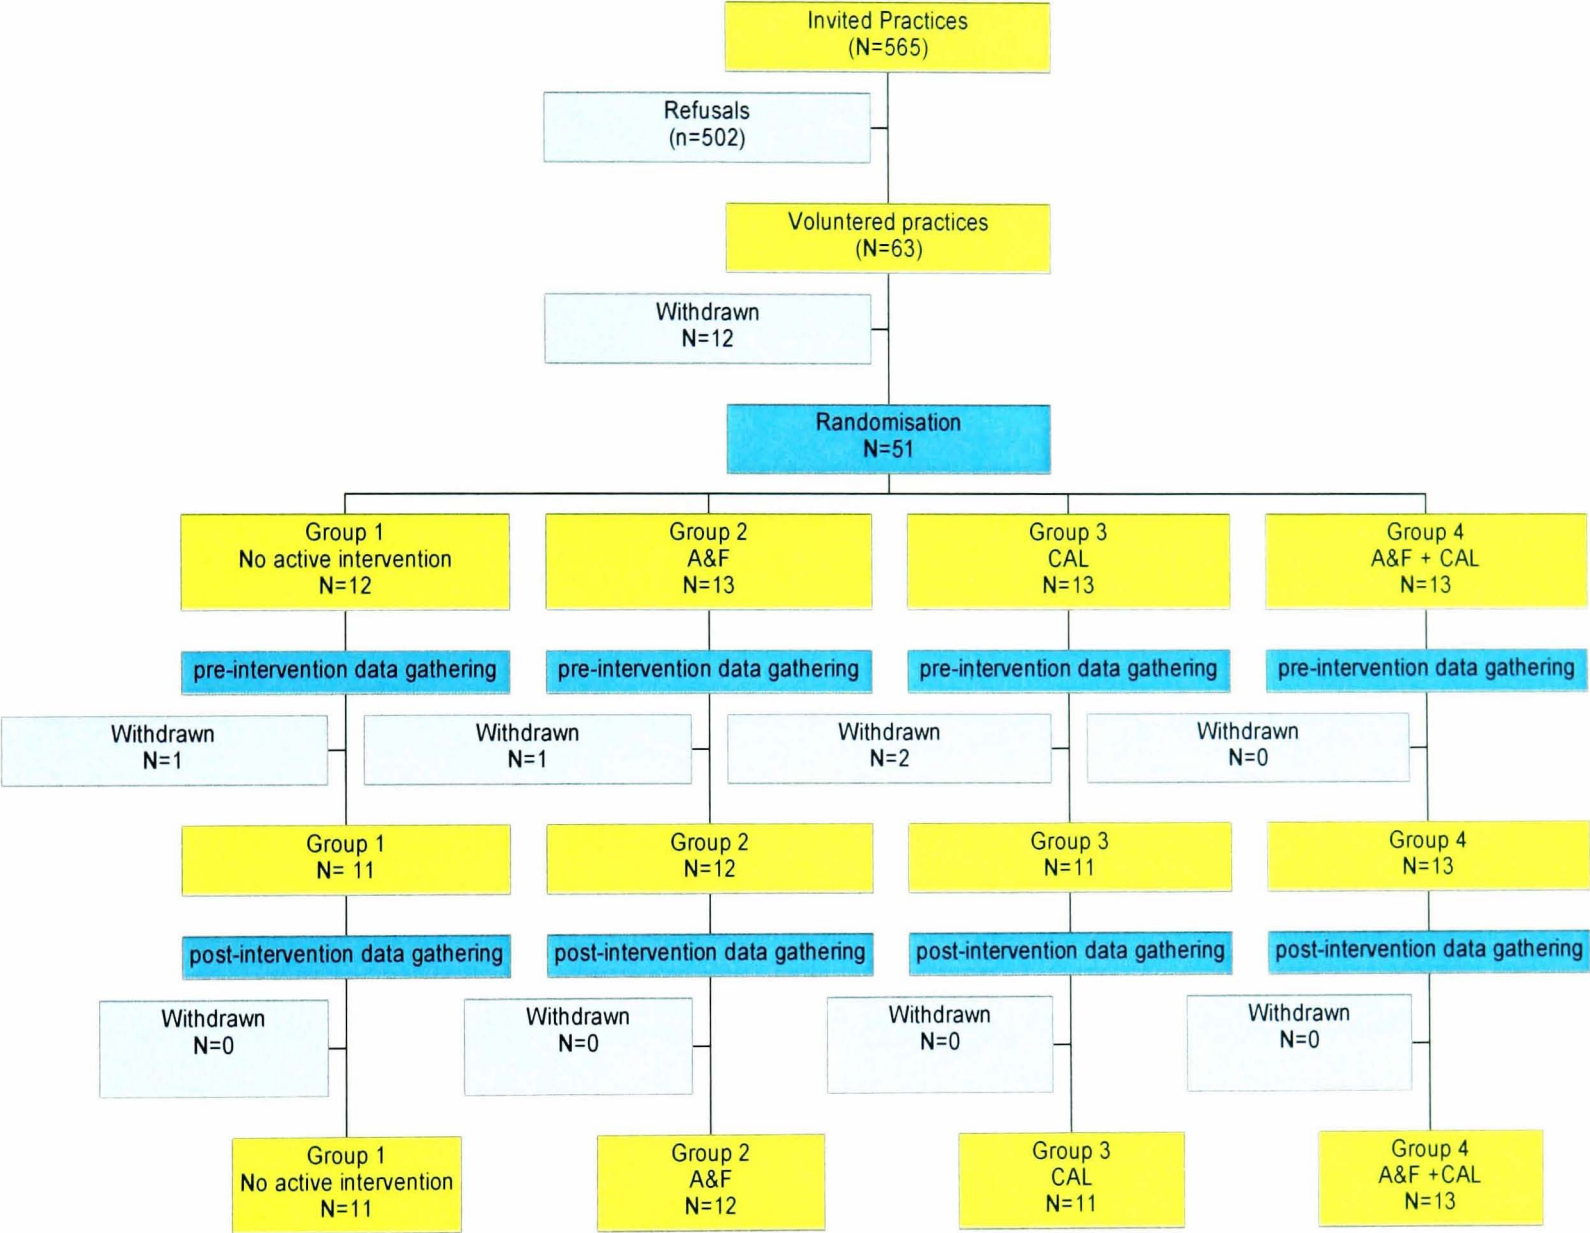 Invited Practices
(N=565)
Refusals
(n=502)
Voluntered practices
(N=63)
Withdrawn
N=12
Randomisation
N=51
Group 1
No active intervention
N=12
Group 2
A&F
N=13
Group 3
CAL
N=13
Group 4
A&F + CAL
N=13
pre-intervention data gathering
pre-intervention data gathering
pre-intervention data gathering
pre-intervention data gathering
Withdrawn
N=1
Withdrawn
N=1
Withdrawn
N=2
Withdrawn
N=0
Group 1
N= 11
Group 2
N=12
Group 3
N=11
Group 4
N=13
post-intervention data gathering
post-intervention data gathering
post-intervention data gathering
post-intervention data gathering
Withdrawn
N=0
Withdrawn
N=0
Withdrawn
N=0
Withdrawn
N=0
Group 1
No active intervention
N=11
Group 2
A&F
N=12
Group 3
CAL
N=11
Group 4
A&F +CAL
N=13